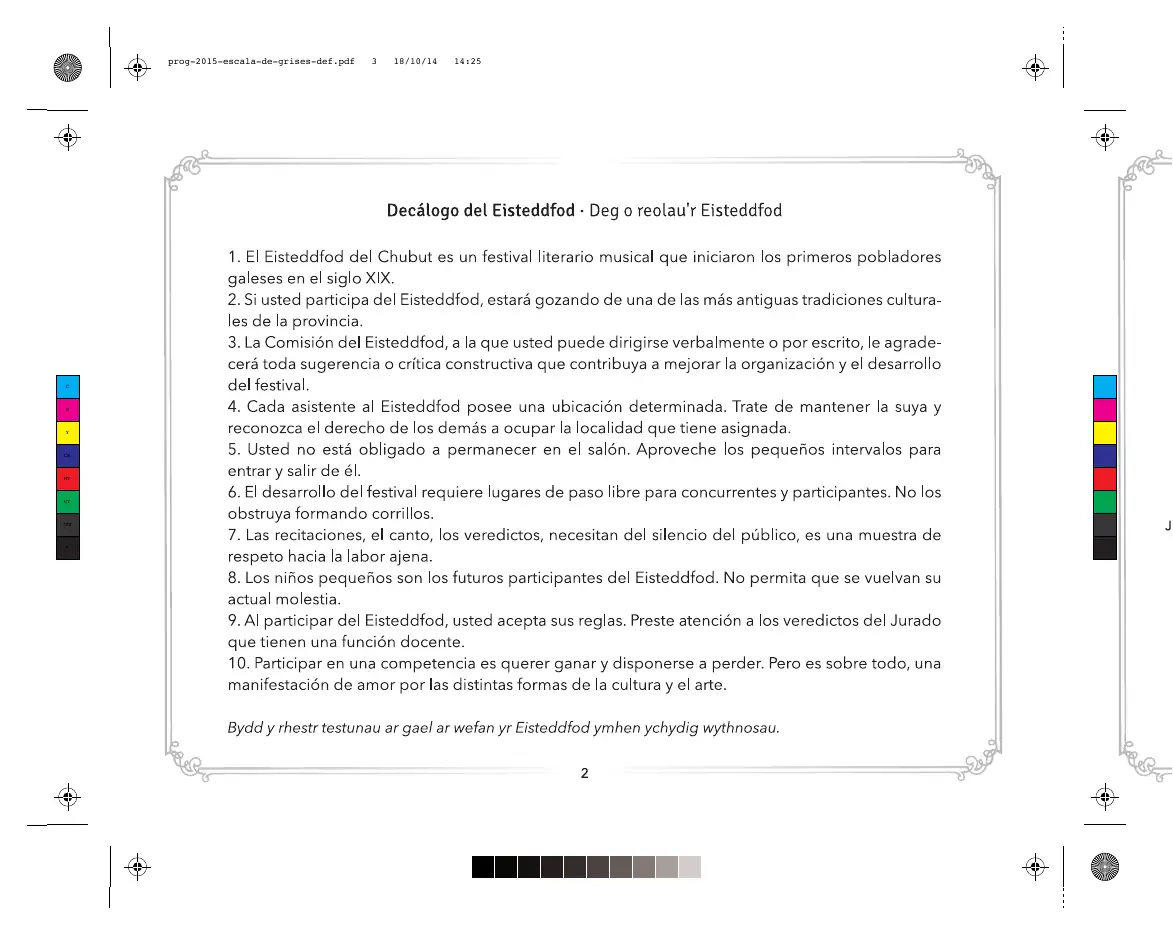 prog-2015-escala-de-grises-def.pdf 3 18/10/14 14:25
Decálogo del Eisteddfod · Deg o reolau'r Eisteddfod
1. El Eisteddfod del Chubut es un festival literario musical que iniciaron los primeros pobladores
galeses en el siglo XIX.
2. Si usted participa del Eisteddfod, estará gozando de una de las más antiguas tradiciones cultura-
les de la provincia.
3. La Comisión del Eisteddfod, a la que usted puede dirigirse verbalmente o por escrito, le agrade-
cerá toda sugerencia o crítica constructiva que contribuya a mejorar la organización y el desarrollo
del festival.
4. Cada asistente al Eisteddfod posee una ubicación determinada. Trate de mantener la suya y
reconozca el derecho de los demás a ocupar la localidad que tiene asignada.
5. Usted no está obligado a permanecer en el salón. Aproveche los pequeños intervalos para
entrar y salir de él.
6. El desarrollo del festival requiere lugares de paso libre para concurrentes y participantes. No los
obstruya formando corrillos.
7. Las recitaciones, el canto, los veredictos, necesitan del silencio del público, es una muestra de
respeto hacia la labor ajena.
8. Los niños pequeños son los futuros participantes del Eisteddfod. No permita que se vuelvan su
actual molestia.
9. Al participar del Eisteddfod, usted acepta sus reglas. Preste atención a los veredictos del Jurado
que tienen una función docente.
10. Participar en una competencia es querer ganar y disponerse a perder. Pero es sobre todo, una
manifestación de amor por las distintas formas de la cultura y el arte.
Bydd y rhestr testunau ar gael ar wefan yr Eisteddfod ymhen ychydig wythnosau.
2
J